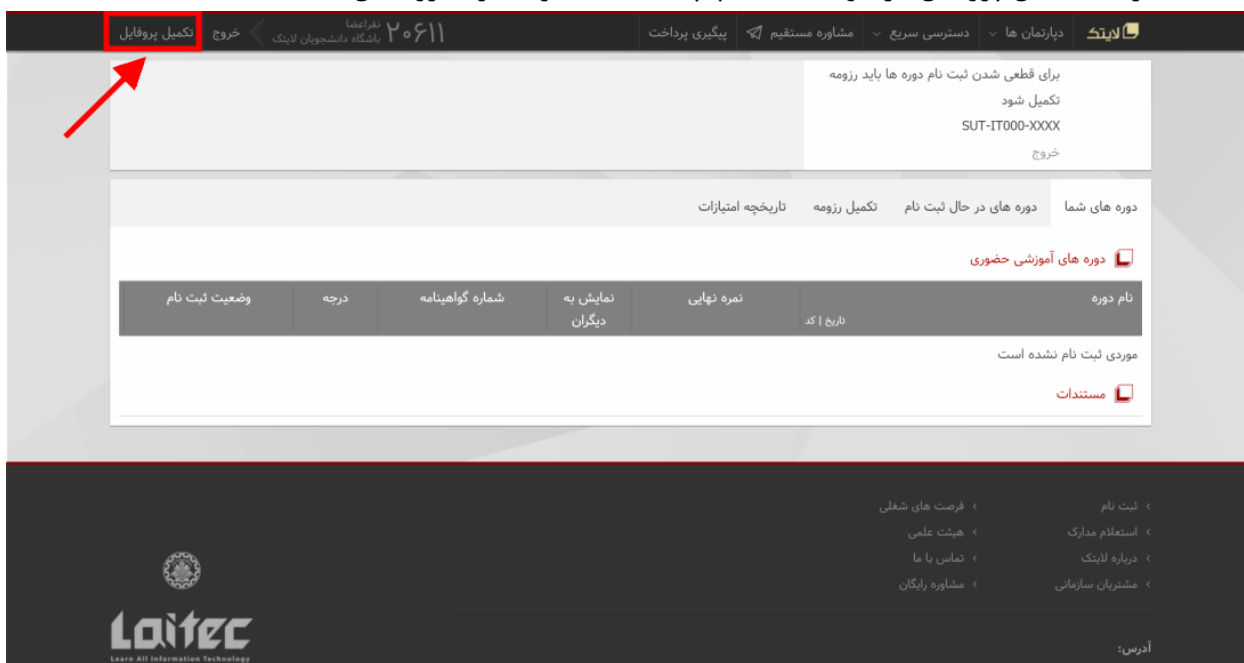 لایتک دپارتمان ها دسترسی سریع مشاوره مستقیم پیگیری پرداخت ۲۰۶۱۱ نفراعضا باشگاه دانشجویان لایتک خروج تکمیل پروفایل
برای قطعی شدن ثبت نام دوره ها باید رزومه
تکمیل شود
SUT-IT000-XXXX
خروج
دوره های شما دوره های در حال ثبت نام تکمیل رزومه تاریخچه امتیازات
دوره های آموزشی حضوری
نام دوره تاریخ | کد نمره نهایی نمایش به دیگران شماره گواهینامه درجه وضعیت ثبت نام
موردی ثبت نام نشده است
مستندات
ثبت نام فرصت های شغلی
استعلام مدارک هیئت علمی
درباره لایتک تماس با ما
مشتریان سازمانی مشاوره رایگان
Laitec
Learn All Information Technology
آدرس: